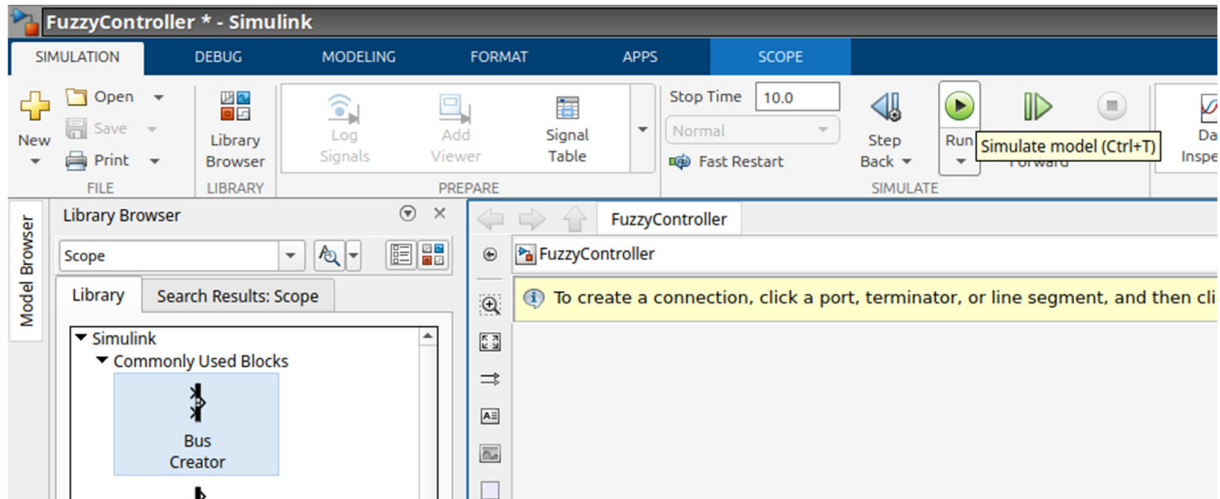 FuzzyController * - Simulink
SIMULATION DEBUG MODELING FORMAT APPS SCOPE
New
Open
Save
Print
FILE
Library
Browser
LIBRARY
Log
Signals
Add
Viewer
Signal
Table
PREPARE
Stop Time 10.0
Normal
Fast Restart
Step
Back
Run
Simulate model (Ctrl+T)
SIMULATE
Da
Inspe
Model Browser
Library Browser
Scope
Library Search Results: Scope
Simulink
Commonly Used Blocks
Bus
Creator
FuzzyController
FuzzyController
To create a connection, click a port, terminator, or line segment, and then cli